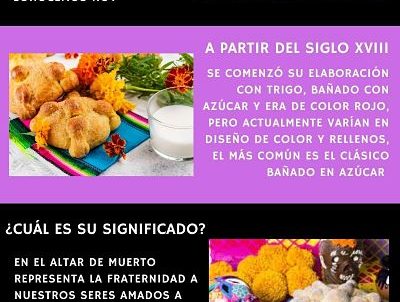 A PARTIR DEL SIGLO XVIII
SE COMENZÓ SU ELABORACIÓN
CON TRIGO, BAÑADO CON
AZÚCAR Y ERA DE COLOR ROJO,
PERO ACTUALMENTE VARÍAN EN
DISEÑO DE COLOR Y RELLENOS,
EL MÁS COMÚN ES EL CLÁSICO
BAÑADO EN AZÚCAR
¿CUÁL ES SU SIGNIFICADO?
EN EL ALTAR DE MUERTO
REPRESENTA LA FRATERNIDAD A
NUESTROS SERES AMADOS A